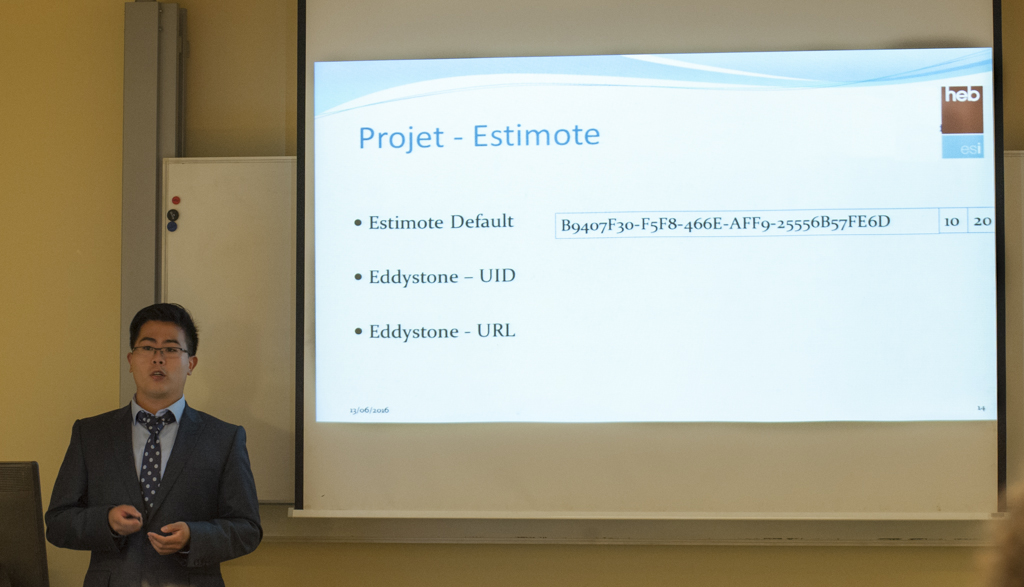 heb
esi
Projet - Estimote
• Estimote Default B9407F30-F5F8-466E-AFF9-25556B57FE6D 10 20
• Eddystone – UID
• Eddystone - URL
13/06/2016 24